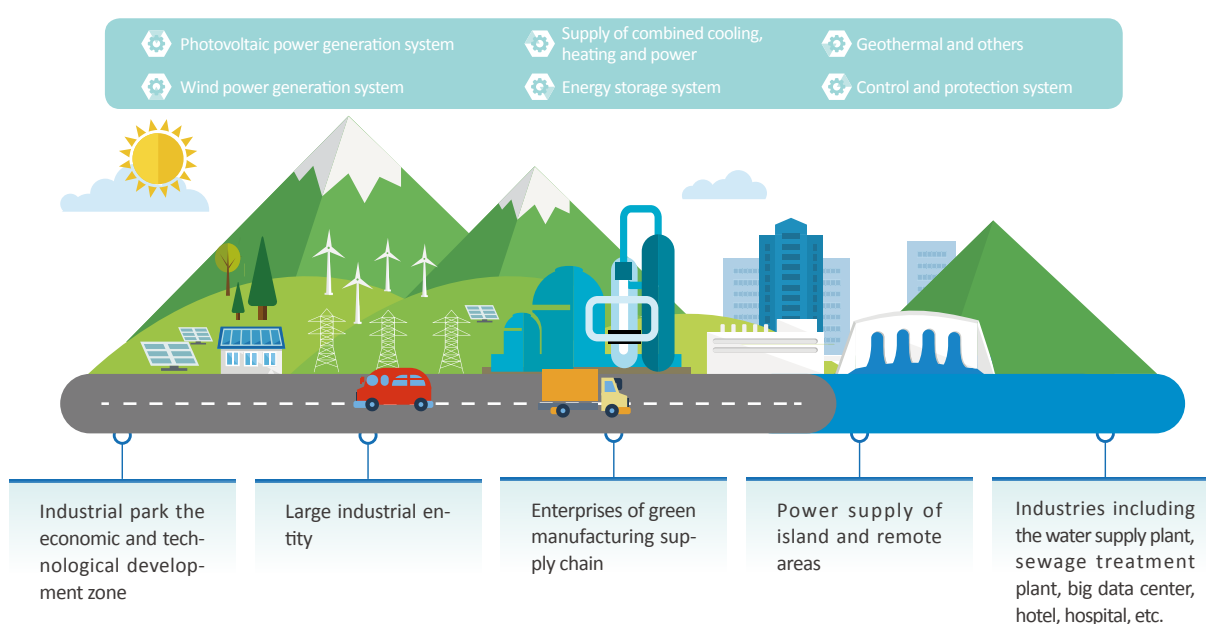 Photovoltaic power generation system
Supply of combined cooling,
heating and power
Geothermal and others
Wind power generation system
Energy storage system
Control and protection system
Industrial park the
economic and tech-
nological develop-
ment zone
Large industrial en-
tity
Enterprises of green
manufacturing sup-
ply chain
Power supply of
island and remote
areas
Industries including
the water supply plant,
sewage treatment
plant, big data center,
hotel, hospital, etc.